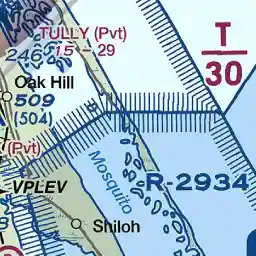 TULLY (Pvt)
246 15 - 29
T
30
Oak Hill
509
(504)
(Pvt)
Mosquito
VPLEV
R-2934
Shiloh